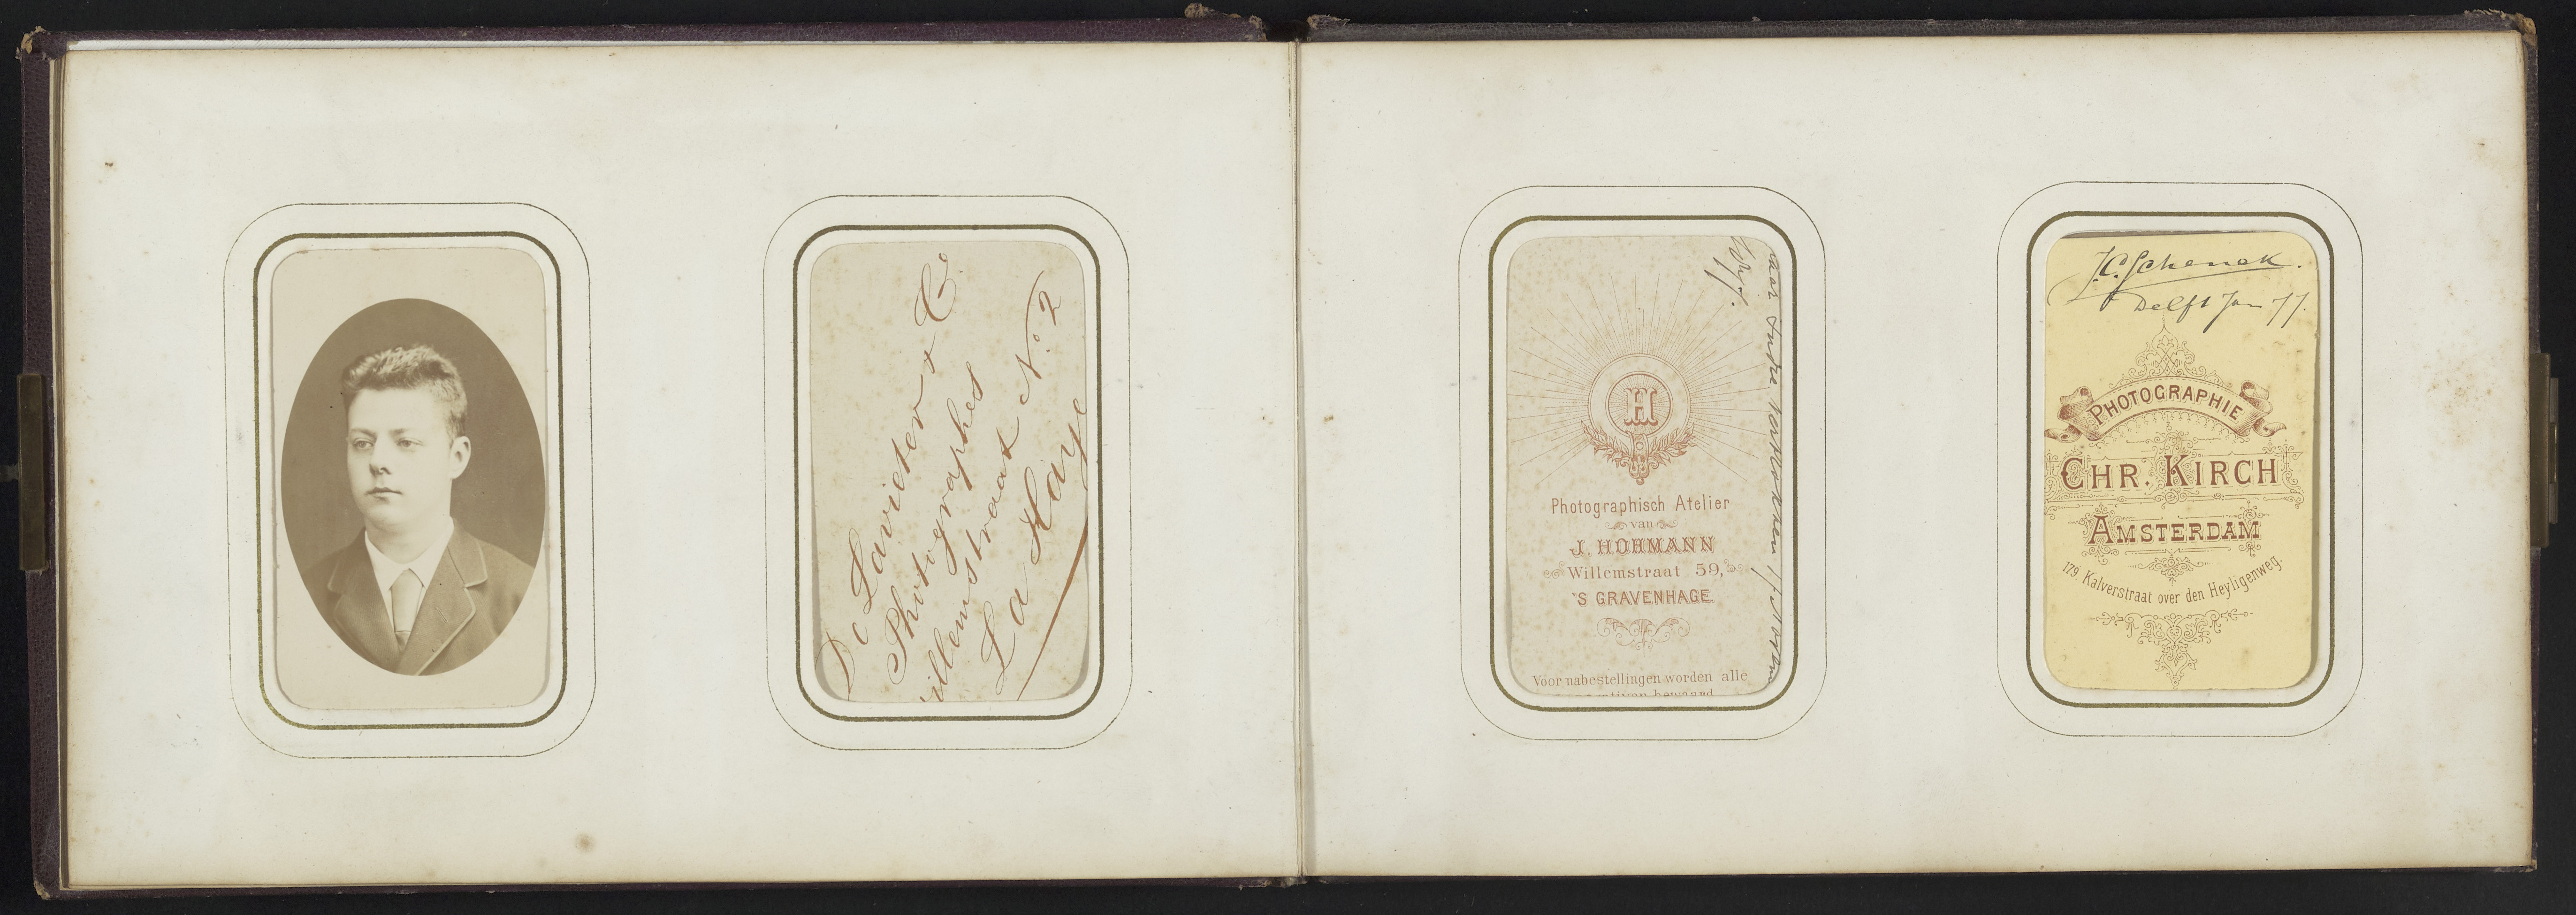 De Lavieter & Co
Photographes
Willemstraat No. 2
La Haye
H
Photographisch Atelier
van
J. HOHMANN
Willemstraat 59,
'S GRAVENHAGE.
Voor nabestellingen worden alle
bewaard
J.C. Schenck.
Delft Jan 77.
PHOTOGRAPHIE
CHR. KIRCH
AMSTERDAM
179 Kalverstraat over den Heyligenweg.